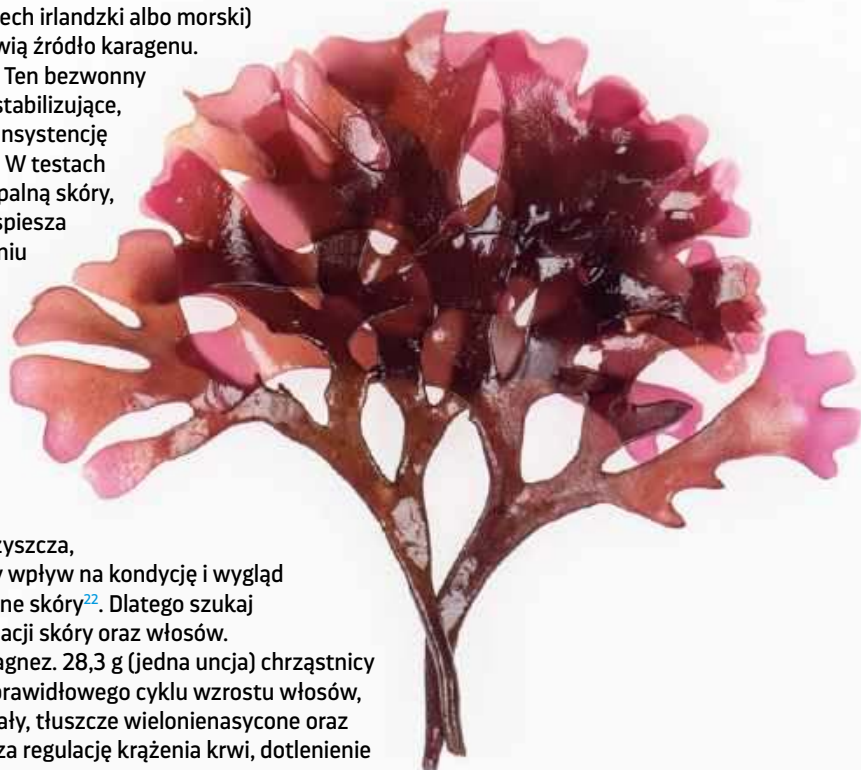 ech irlandzki albo morski)
wią źródło karagenu.
Ten bezwonny
stabilizujące,
nsystencję
W testach
palną skóry,
spiesza
niu
yszcza,
y wpływ na kondycję i wygląd
ne skóry22. Dlatego szukaj
acji skóry oraz włosów.
agnez. 28,3 g (jedna uncja) chrząstnicy
prawidłowego cyklu wzrostu włosów,
ały, tłuszcze wielonienasycone oraz
za regulację krążenia krwi, dotlenienie